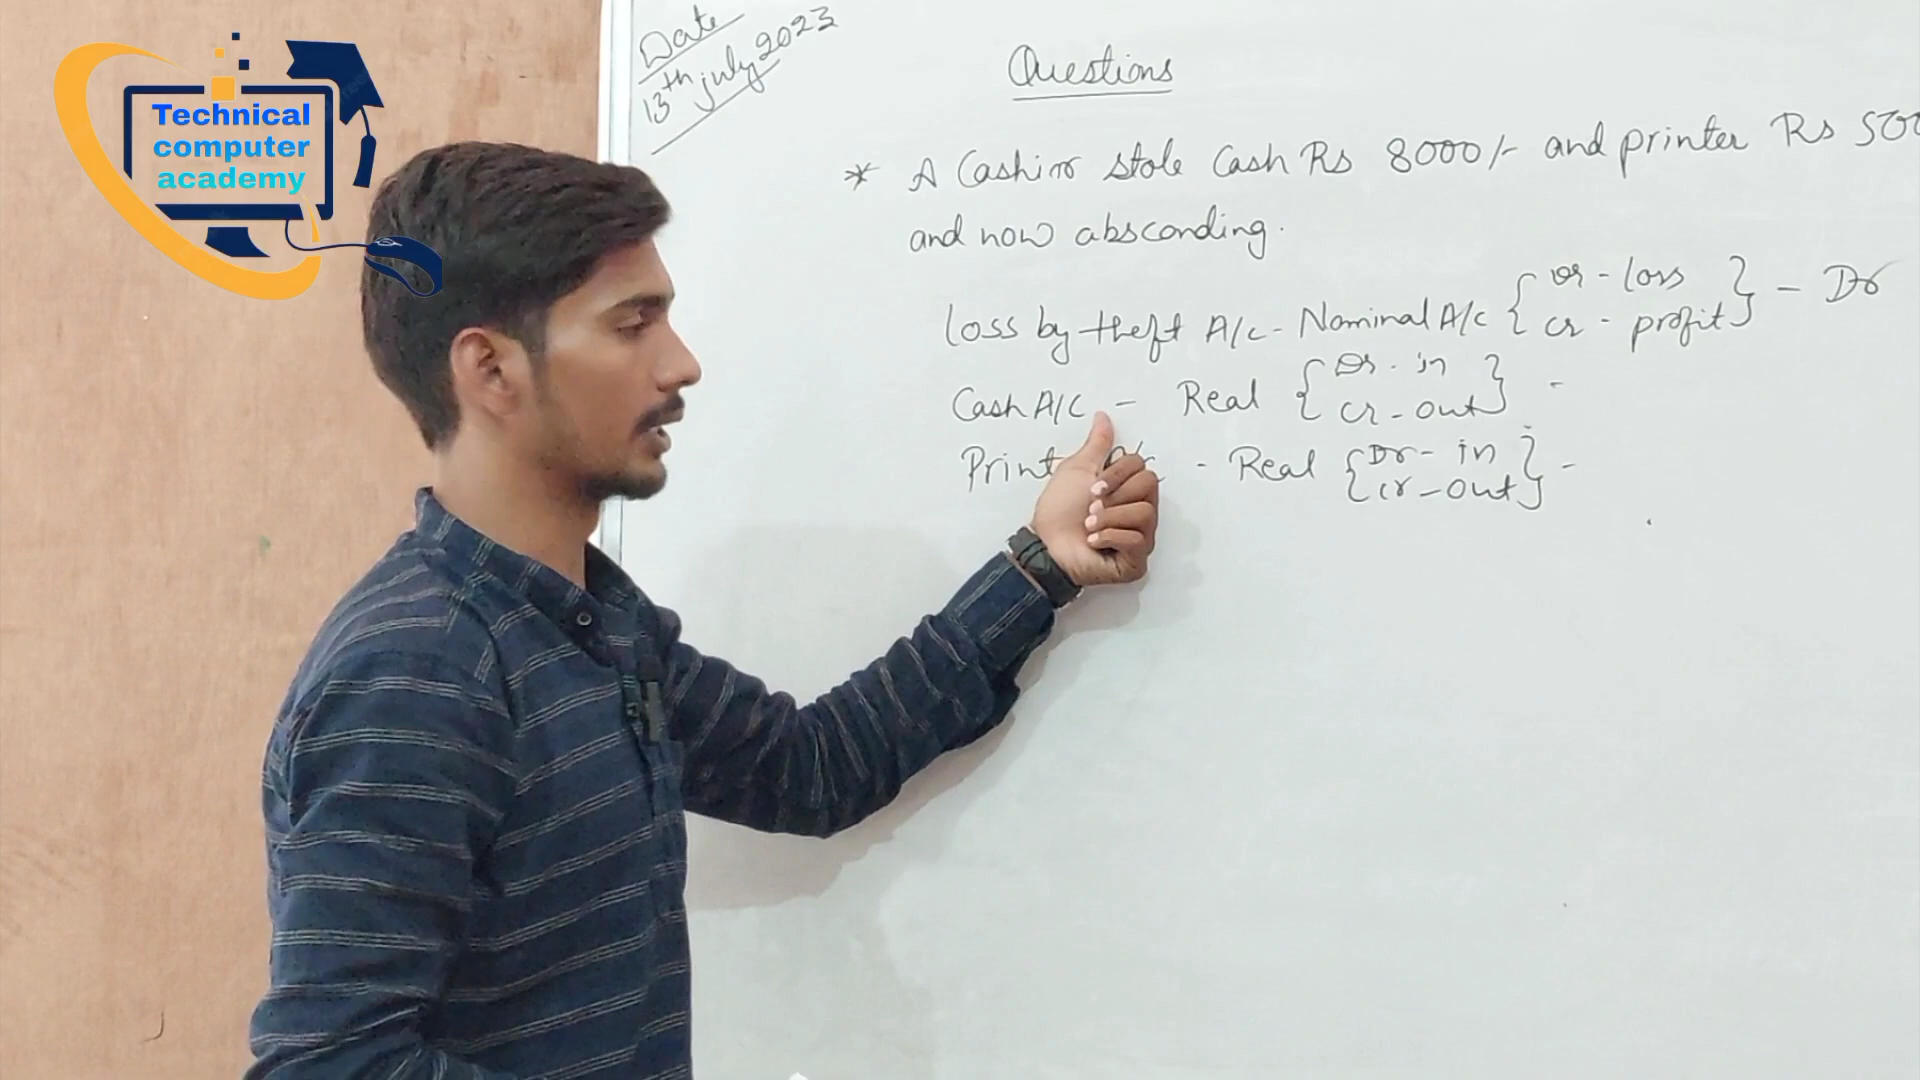 Technical
computer
academy
Date
13th july 2023
Questions
* A Cashier stole Cash Rs 8000/- and printer Rs 500
and now absconding.
loss by theft A/c - Nominal A/c { Dr - loss
cr - profit } - Dr
Cash A/c - Real { Dr - in
Cr - out } -
Print A/c - Real { Dr - in
cr - out } -